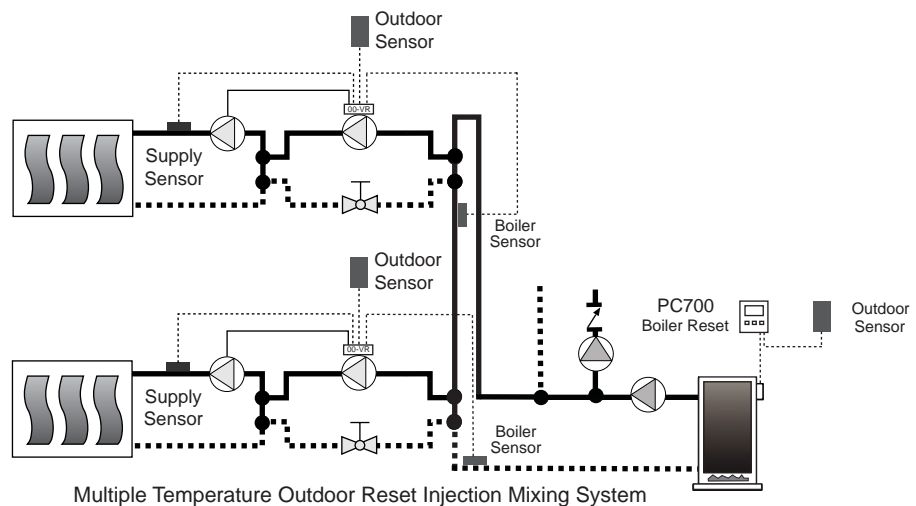 Outdoor
Sensor
00-VR
Supply
Sensor
Boiler
Sensor
Outdoor
Sensor
PC700
Boiler Reset
Outdoor
Sensor
00-VR
Supply
Sensor
Boiler
Sensor
Multiple Temperature Outdoor Reset Injection Mixing System